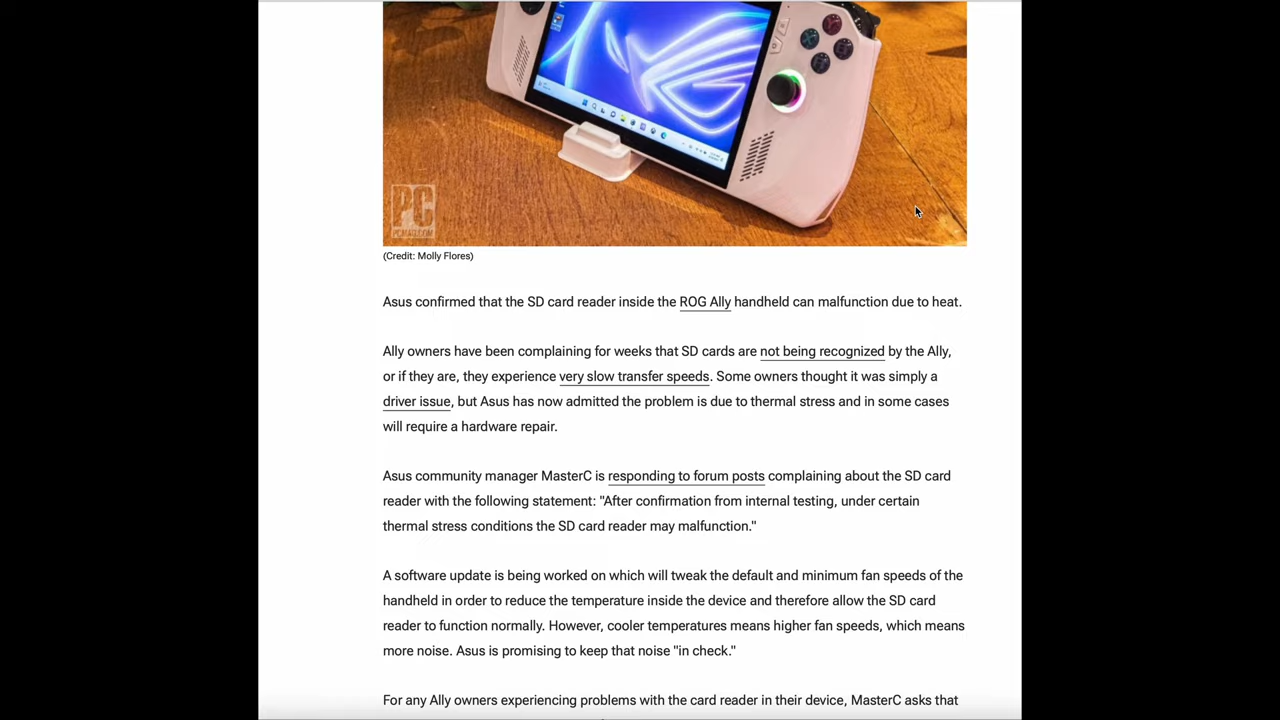 PC
PCMAG.COM
(Credit: Molly Flores)
Asus confirmed that the SD card reader inside the ROG Ally handheld can malfunction due to heat.
Ally owners have been complaining for weeks that SD cards are not being recognized by the Ally,
or if they are, they experience very slow transfer speeds. Some owners thought it was simply a
driver issue, but Asus has now admitted the problem is due to thermal stress and in some cases
will require a hardware repair.
Asus community manager MasterC is responding to forum posts complaining about the SD card
reader with the following statement: "After confirmation from internal testing, under certain
thermal stress conditions the SD card reader may malfunction."
A software update is being worked on which will tweak the default and minimum fan speeds of the
handheld in order to reduce the temperature inside the device and therefore allow the SD card
reader to function normally. However, cooler temperatures means higher fan speeds, which means
more noise. Asus is promising to keep that noise "in check."
For any Ally owners experiencing problems with the card reader in their device, MasterC asks that